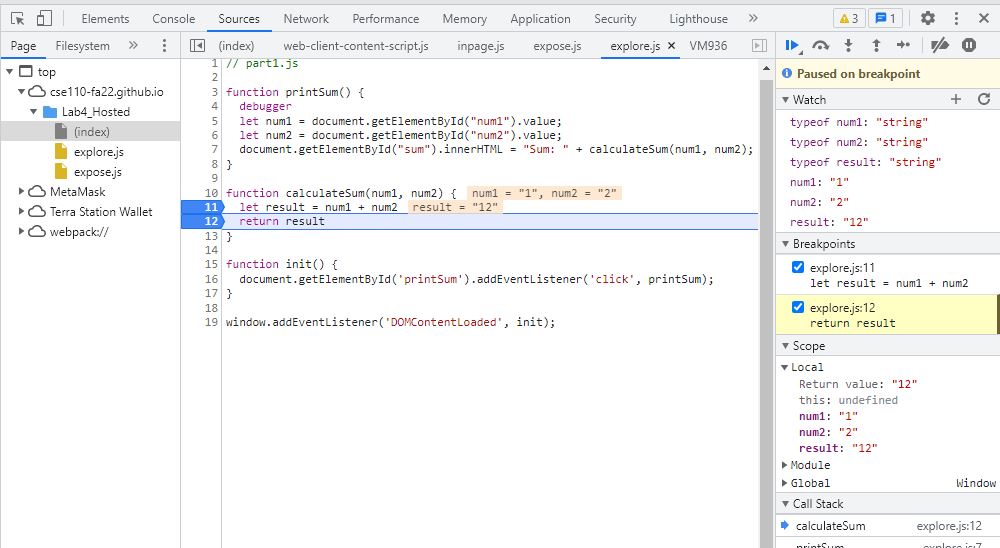 Elements Console Sources Network Performance Memory Application Security Lighthouse » 3 1
Page Filesystem »
(index) web-client-content-script.js inpage.js expose.js explore.js × VM936
top
cse110-fa22.github.io
Lab4_Hosted
(index)
explore.js
expose.js
MetaMask
Terra Station Wallet
webpack://
1 // part1.js
2
3 function printSum() {
4 debugger
5 let num1 = document.getElementById("num1").value;
6 let num2 = document.getElementById("num2").value;
7 document.getElementById("sum").innerHTML = "Sum: " + calculateSum(num1, num2);
8 }
9
10 function calculateSum(num1, num2) { num1 = "1", num2 = "2"
11 let result = num1 + num2 result = "12"
12 return result
13 }
14
15 function init() {
16 document.getElementById('printSum').addEventListener('click', printSum);
17 }
18
19 window.addEventListener('DOMContentLoaded', init);
Paused on breakpoint
Watch
typeof num1: "string"
typeof num2: "string"
typeof result: "string"
num1: "1"
num2: "2"
result: "12"
Breakpoints
explore.js:11
let result = num1 + num2
explore.js:12
return result
Scope
Local
Return value: "12"
this: undefined
num1: "1"
num2: "2"
result: "12"
Module
Global Window
Call Stack
calculateSum explore.js:12
printSum explore.js:7